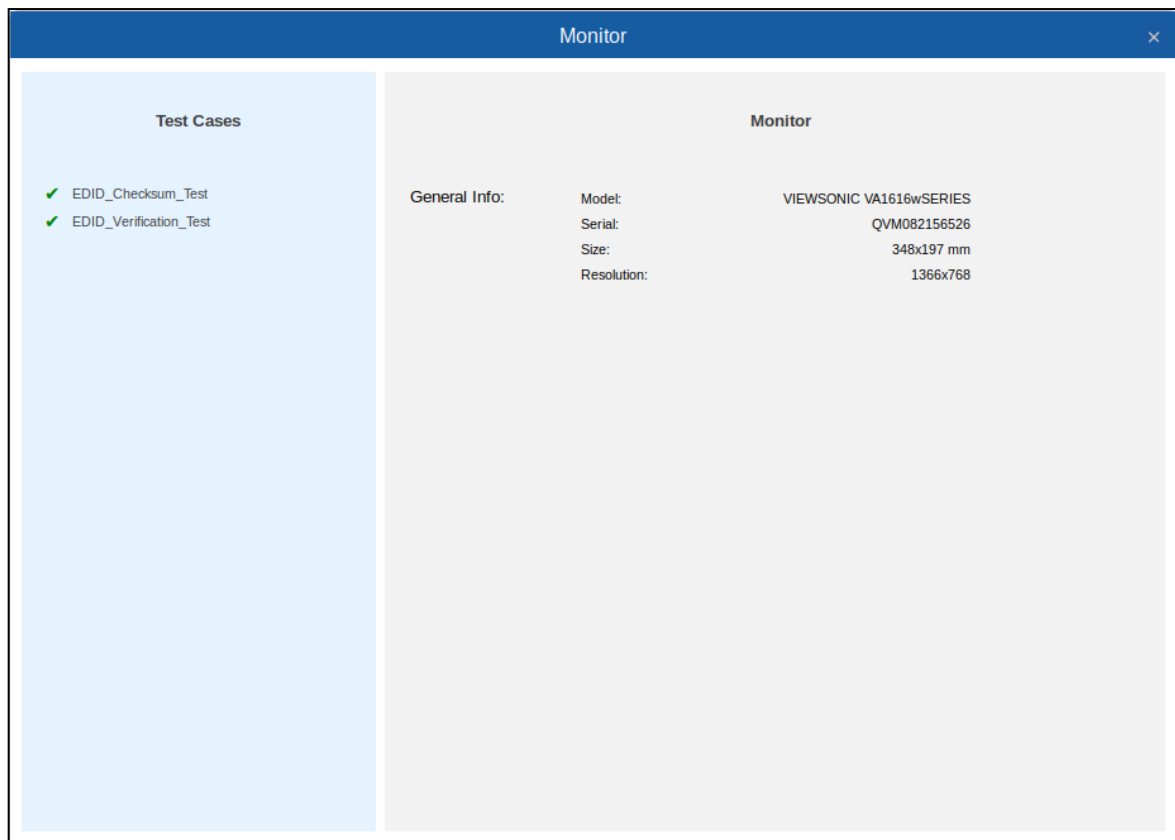 Monitor
×
Test Cases
✔ EDID_Checksum_Test
✔ EDID_Verification_Test
Monitor
General Info:
Model: VIEWSONIC VA1616wSERIES
Serial: QVM082156526
Size: 348x197 mm
Resolution: 1366x768